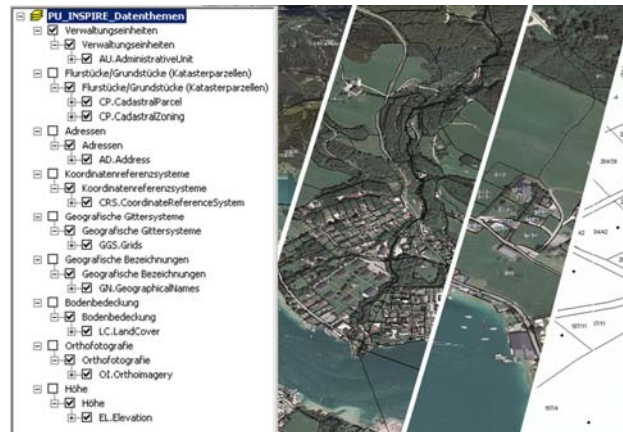 PU_INSPIRE_Datenthemen
Verwaltungseinheiten
Verwaltungseinheiten
AU.AdministrativeUnit
Flurstücke/Grundstücke (Katasterparzellen)
Flurstücke/Grundstücke (Katasterparzellen)
CP.CadastralParcel
CP.CadastralZoning
Adressen
Adressen
AD.Address
Koordinatenreferenzsysteme
Koordinatenreferenzsysteme
CRS.CoordinateReferenceSystem
Geografische Gittersysteme
Geografische Gittersysteme
GGS.Grids
Geografische Bezeichnungen
Geografische Bezeichnungen
GN.GeographicalNames
Bodenbedeckung
Bodenbedeckung
LC.LandCover
Orthofotografie
Orthofotografie
OI.Orthoimagery
Höhe
Höhe
EL.Elevation